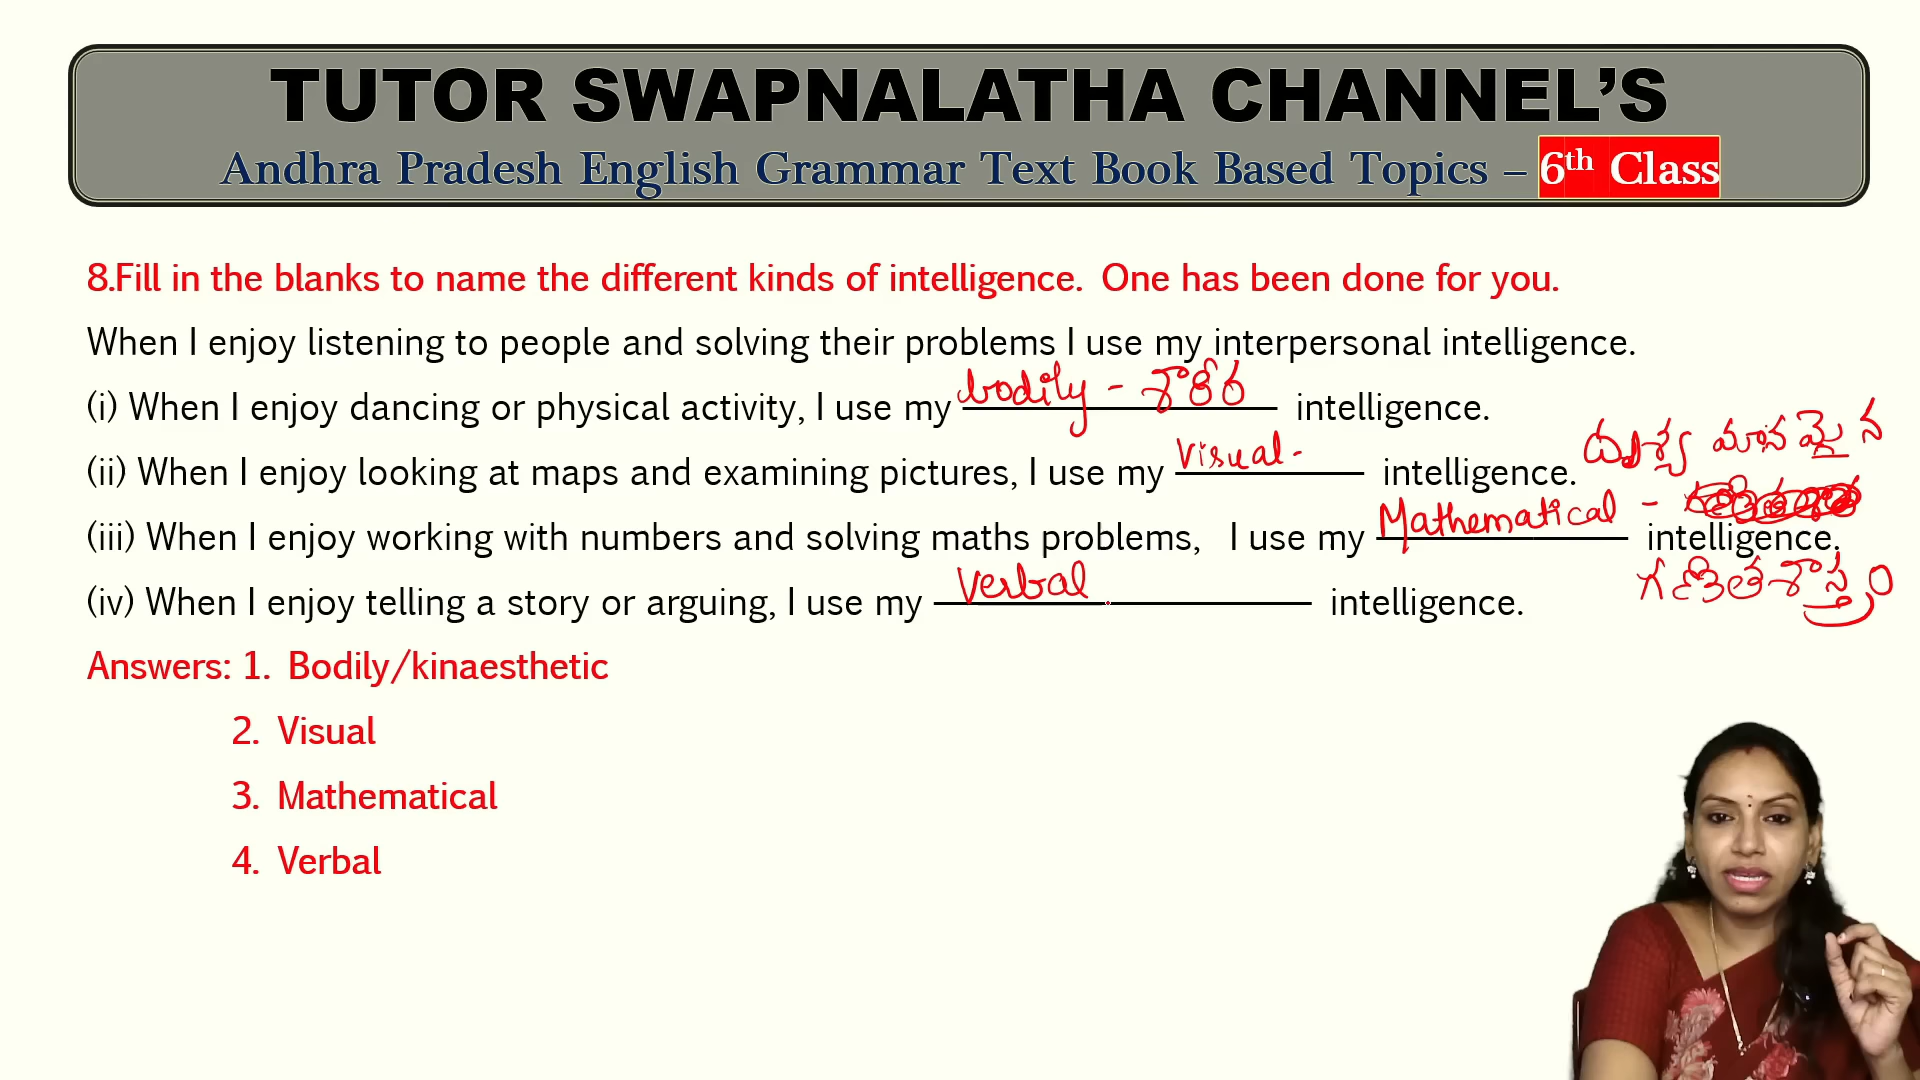 TUTOR SWAPNALATHA CHANNEL’S
Andhra Pradesh English Grammar Text Book Based Topics – 6th Class
8.Fill in the blanks to name the different kinds of intelligence. One has been done for you.
When I enjoy listening to people and solving their problems I use my interpersonal intelligence.
(i) When I enjoy dancing or physical activity, I use my bodily - శారీర intelligence.
(ii) When I enjoy looking at maps and examining pictures, I use my visual - intelligence. దృశ్య మానమైన
(iii) When I enjoy working with numbers and solving maths problems, I use my Mathematical - intelligence.
గణితశాస్త్రం
(iv) When I enjoy telling a story or arguing, I use my Verbal intelligence.
Answers: 1. Bodily/kinaesthetic
2. Visual
3. Mathematical
4. Verbal